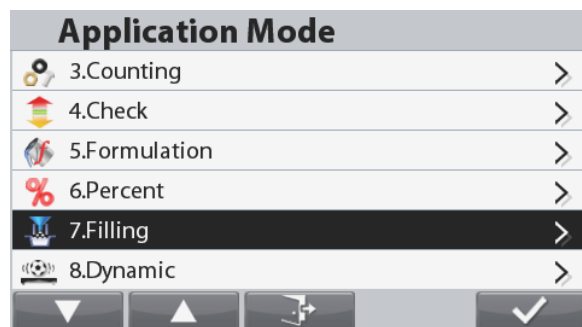 Application Mode
3.Counting
4.Check
5.Formulation
6.Percent
7.Filling
8.Dynamic